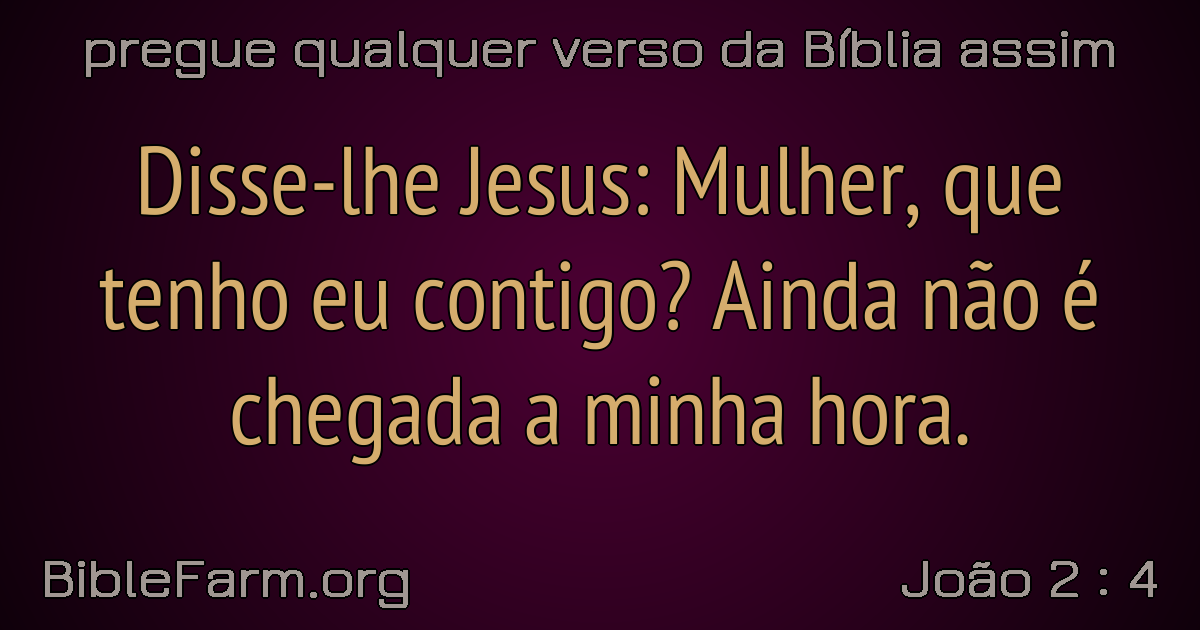 pregue qualquer verso da Bíblia assim
Disse-lhe Jesus: Mulher, que
tenho eu contigo? Ainda não é
chegada a minha hora.
BibleFarm.org
João 2 : 4